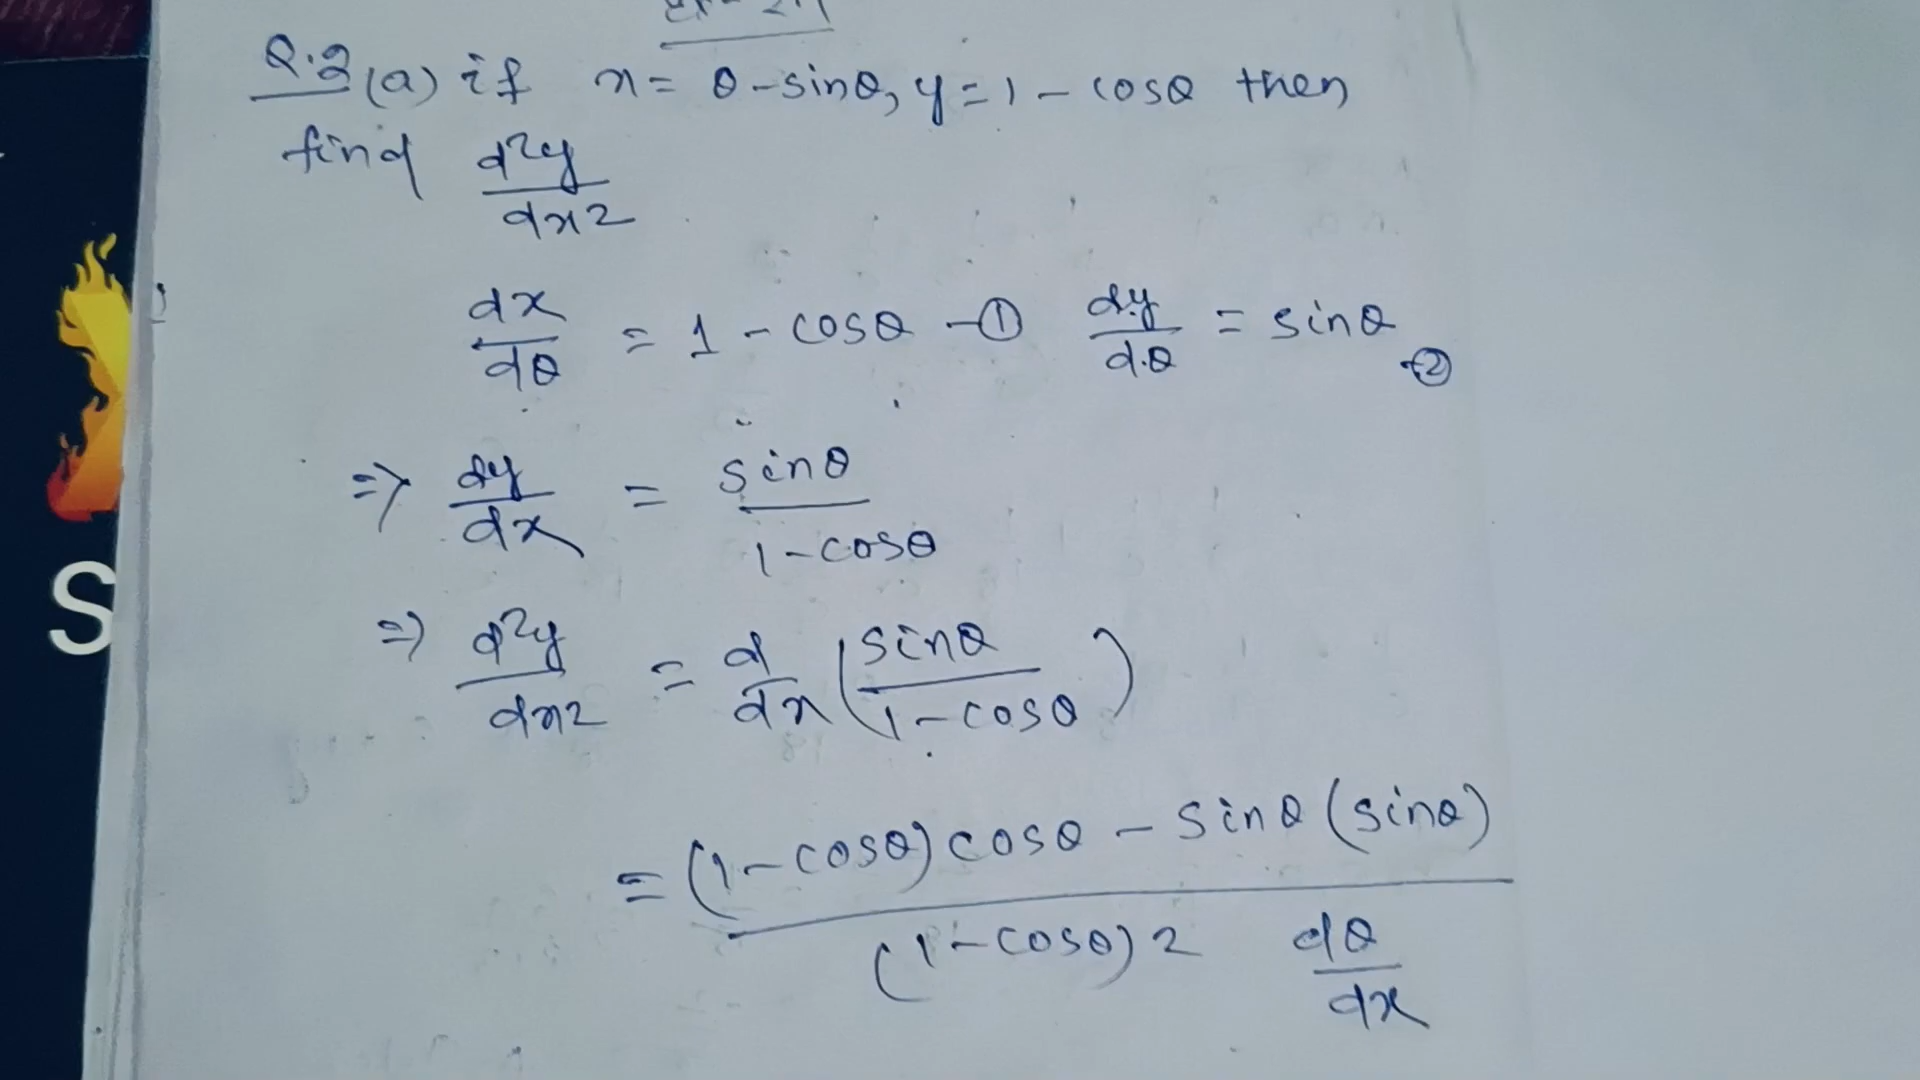 Q.2(a) if x = θ - sinθ, y = 1 - cosθ then
find d²y/dx2
dx/dθ = 1 - cosθ -① dy/dθ = sinθ -②
=> dy/dx = sinθ/1-cosθ
=> d²y/dx2 = d/dx (sinθ/1-cosθ)
= (1-cosθ)cosθ - sinθ(sinθ)/(1-cosθ)2 dθ/dx
S